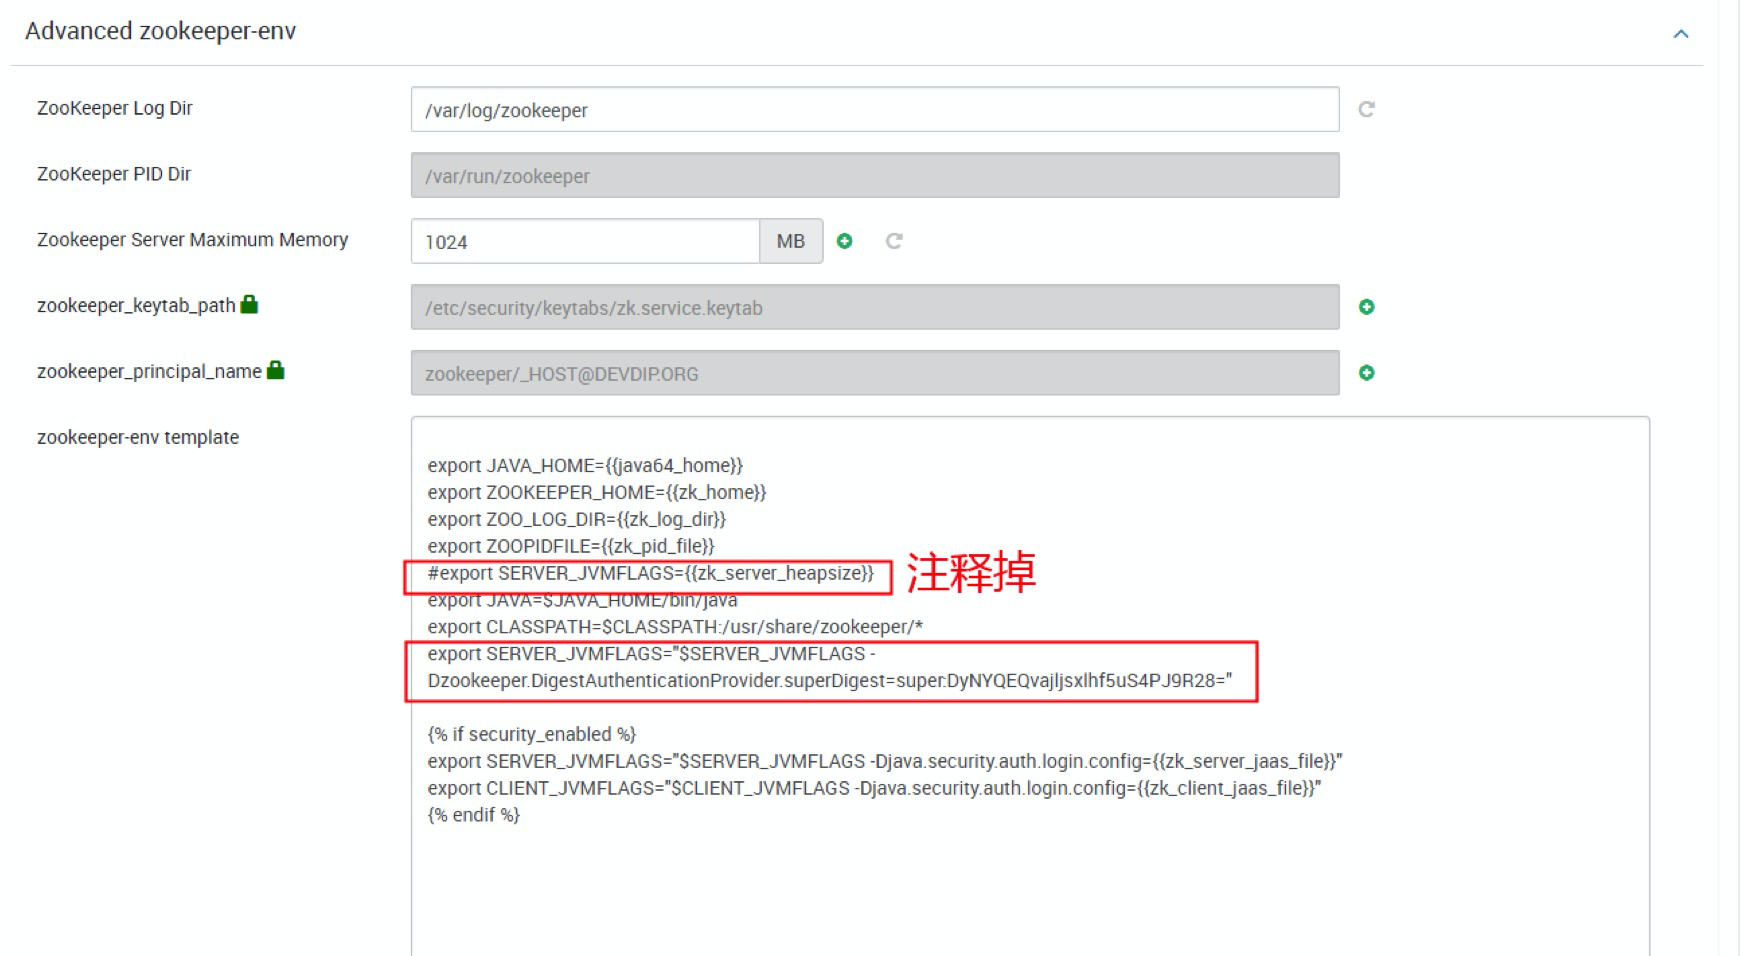 Advanced zookeeper-env
ZooKeeper Log Dir
/var/log/zookeeper
ZooKeeper PID Dir
/var/run/zookeeper
Zookeeper Server Maximum Memory
1024
MB
zookeeper_keytab_path
/etc/security/keytabs/zk.service.keytab
zookeeper_principal_name
zookeeper/_HOST@DEVDIP.ORG
zookeeper-env template
export JAVA_HOME={{java64_home}}
export ZOOKEEPER_HOME={{zk_home}}
export ZOO_LOG_DIR={{zk_log_dir}}
export ZOOPIDFILE={{zk_pid_file}}
#export SERVER_JVMFLAGS={{zk_server_heapsize}}
注释掉
export JAVA=$JAVA_HOME/bin/java
export CLASSPATH=$CLASSPATH:/usr/share/zookeeper/*
export SERVER_JVMFLAGS="$SERVER_JVMFLAGS -
Dzookeeper.DigestAuthenticationProvider.superDigest=super:DyNYQEQvajljsxlhf5uS4PJ9R28="
{% if security_enabled %}
export SERVER_JVMFLAGS="$SERVER_JVMFLAGS -Djava.security.auth.login.config={{zk_server_jaas_file}}"
export CLIENT_JVMFLAGS="$CLIENT_JVMFLAGS -Djava.security.auth.login.config={{zk_client_jaas_file}}"
{% endif %}